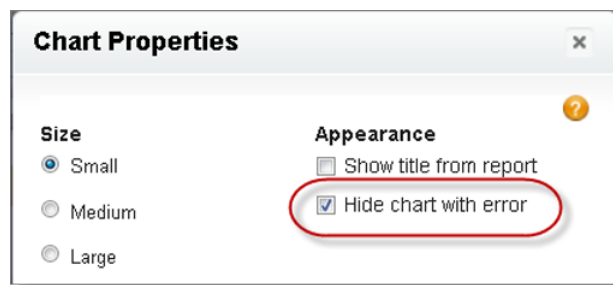 Chart Properties
×
?
Size
Appearance
Small
Show title from report
Medium
Hide chart with error
Large